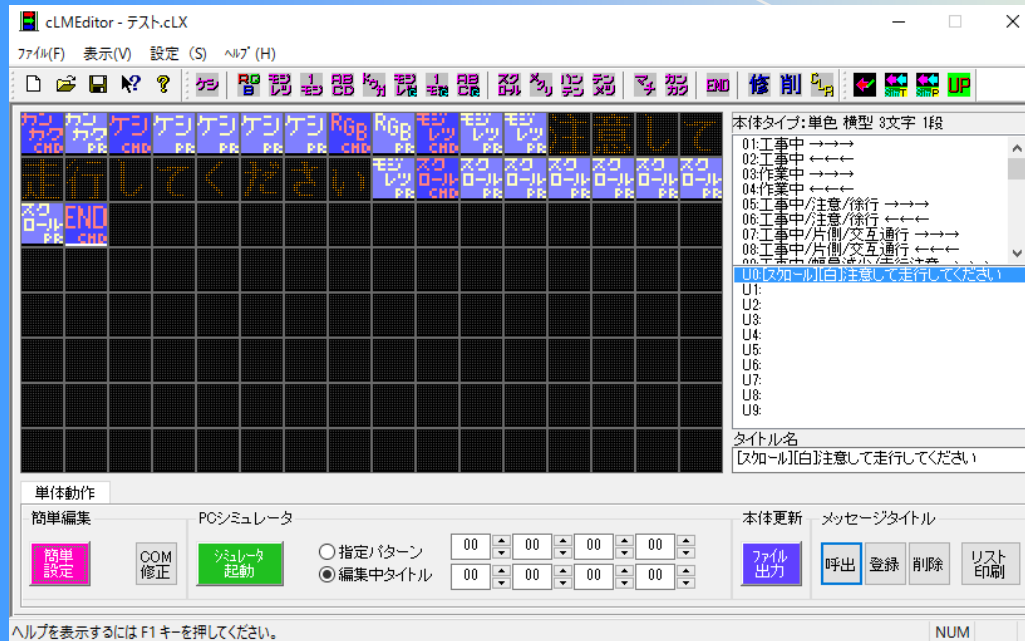 cLMEditor - テスト.cLX
ﾌｧｲﾙ(F) 表示(V) 設定 (S) ﾍﾙﾌﾟ(H)
ケシ
END 修 削 CLR
UP
カンカク CMD カンカク PR ケシ CMD ケシ PR ケシ PR ケシ PR ケシ PR RGB CMD RGB PR モジレツ CMD モジレツ PR モジレツ PR 注 意 し て
走 行 し て く だ さ い モジレツ PR スクロール CMD スクロール PR スクロール PR スクロール PR スクロール PR スクロール PR スクロール PR
スクロール PR END CMD
本体タイプ:単色 横型 3文字 1段
01:工事中 →→→
02:工事中 ←←←
03:作業中 →→→
04:作業中 ←←←
05:工事中/注意/徐行 →→→
06:工事中/注意/徐行 ←←←
07:工事中/片側/交互通行 →→→
08:工事中/片側/交互通行 ←←←
U0:[ｽｸﾛｰﾙ][白]注意して走行してください
U1:
U2:
U3:
U4:
U5:
U6:
U7:
U8:
U9:
タイトル名
[ｽｸﾛｰﾙ][白]注意して走行してください
単体動作
簡単編集
簡単設定
COM修正
PCシミュレータ
ｼﾐｭﾚｰﾀ起動
指定パターン 00 00 00 00
編集中タイトル 00 00 00 00
本体更新
ファイル出力
メッセージタイトル
呼出 登録 削除 リスト印刷
ヘルプを表示するには F1 キーを押してください。
NUM